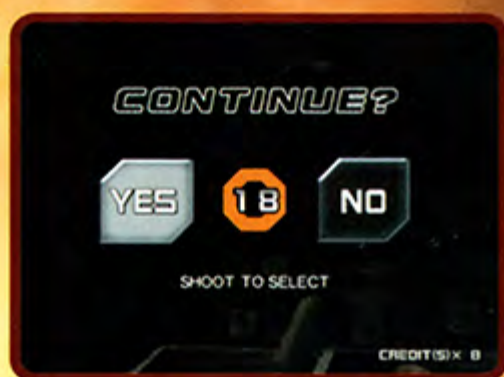 CONTINUE?
YES 18 NO
SHOOT TO SELECT
CREDIT(S)× 8